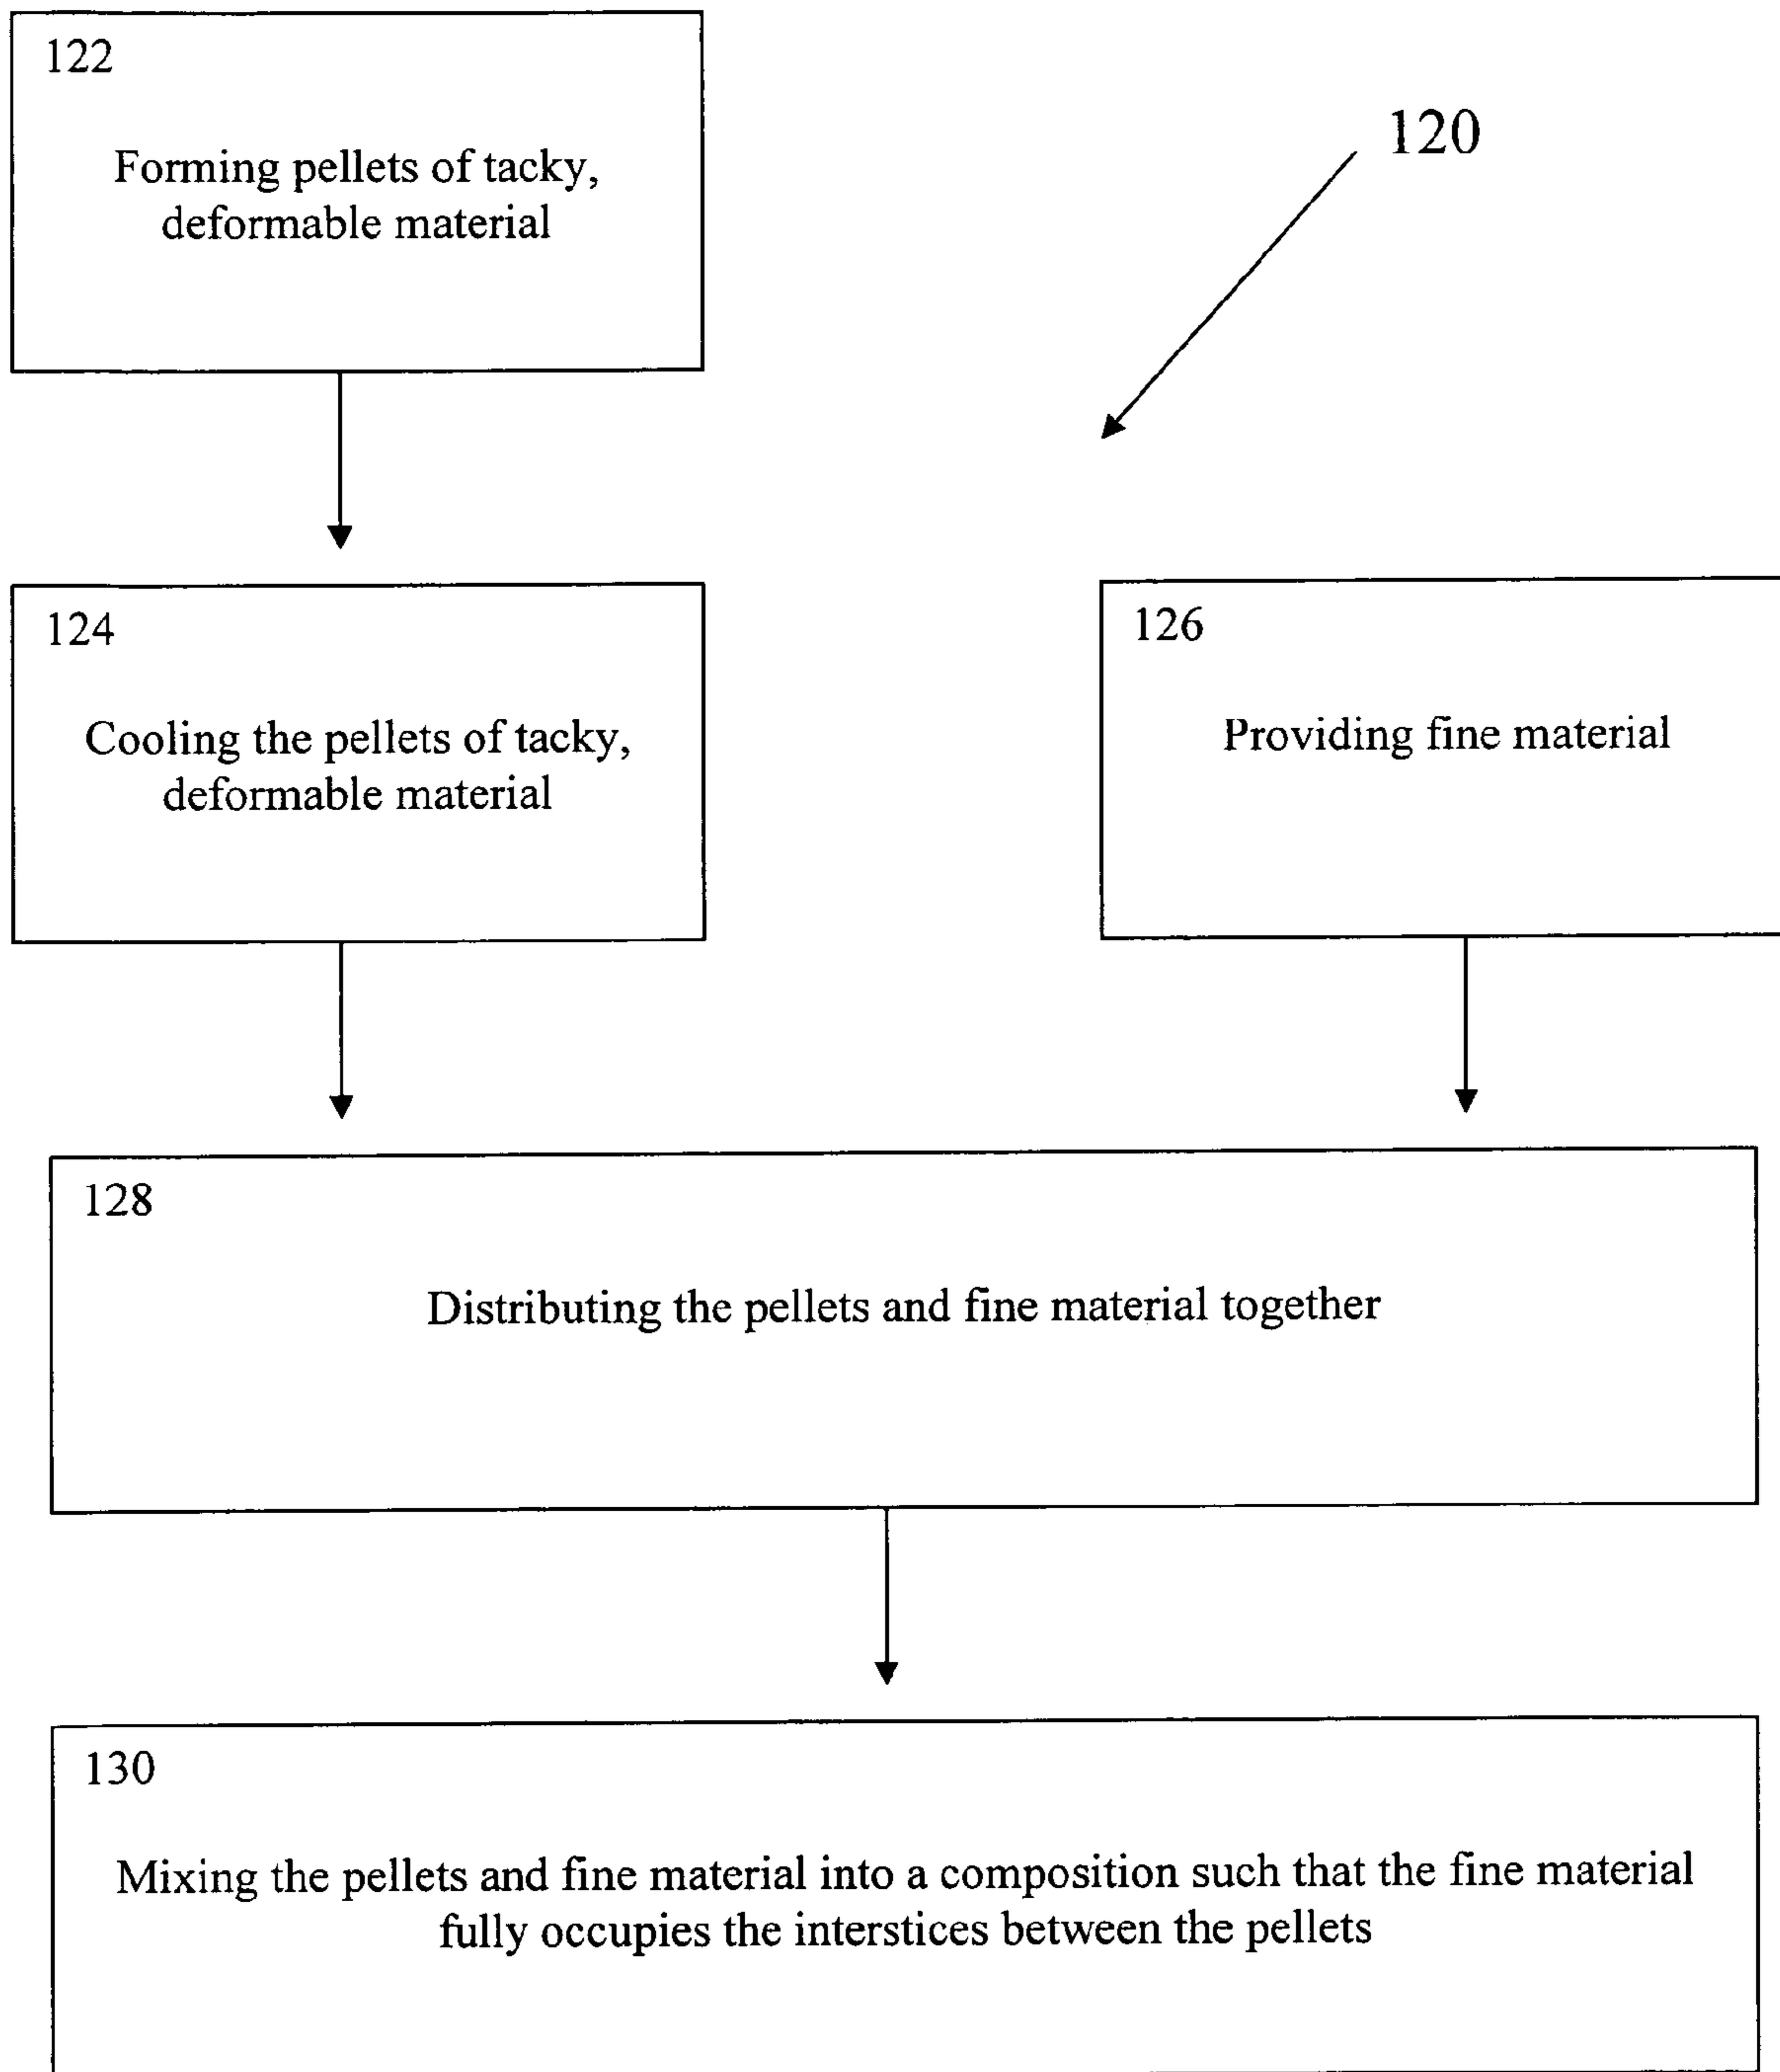 122
Forming pellets of tacky,
deformable material
120
124
Cooling the pellets of tacky,
deformable material
126
Providing fine material
128
Distributing the pellets and fine material together
130
Mixing the pellets and fine material into a composition such that the fine material
fully occupies the interstices between the pellets